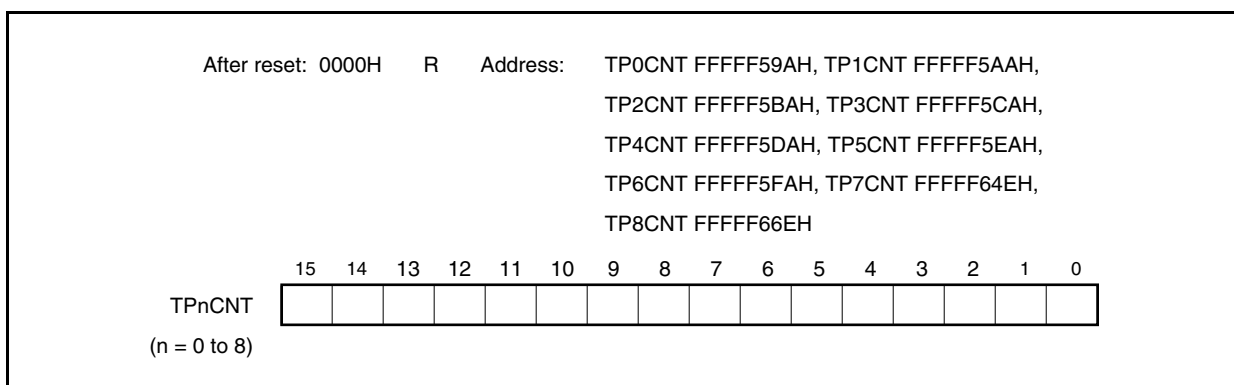 After reset: 0000H R Address: TP0CNT FFFFF59AH, TP1CNT FFFFF5AAH,
TP2CNT FFFFF5BAH, TP3CNT FFFFF5CAH,
TP4CNT FFFFF5DAH, TP5CNT FFFFF5EAH,
TP6CNT FFFFF5FAH, TP7CNT FFFFF64EH,
TP8CNT FFFFF66EH
15 14 13 12 11 10 9 8 7 6 5 4 3 2 1 0
TPnCNT
(n = 0 to 8)